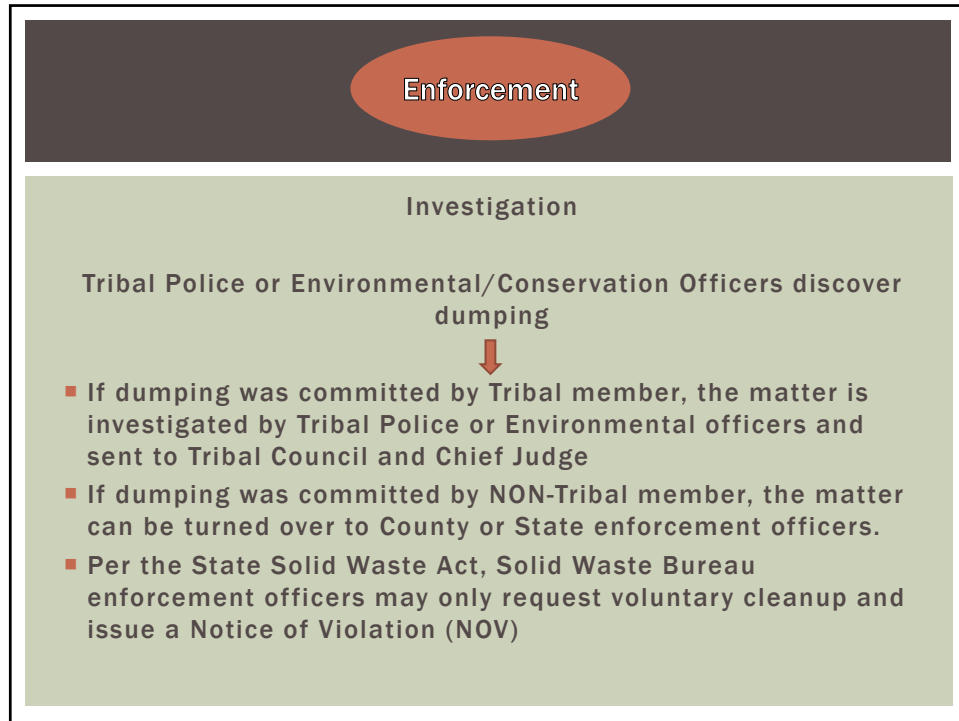 Enforcement
Investigation
Tribal Police or Environmental/Conservation Officers discover
dumping
▪ If dumping was committed by Tribal member, the matter is
investigated by Tribal Police or Environmental officers and
sent to Tribal Council and Chief Judge
▪ If dumping was committed by NON-Tribal member, the matter
can be turned over to County or State enforcement officers.
▪ Per the State Solid Waste Act, Solid Waste Bureau
enforcement officers may only request voluntary cleanup and
issue a Notice of Violation (NOV)